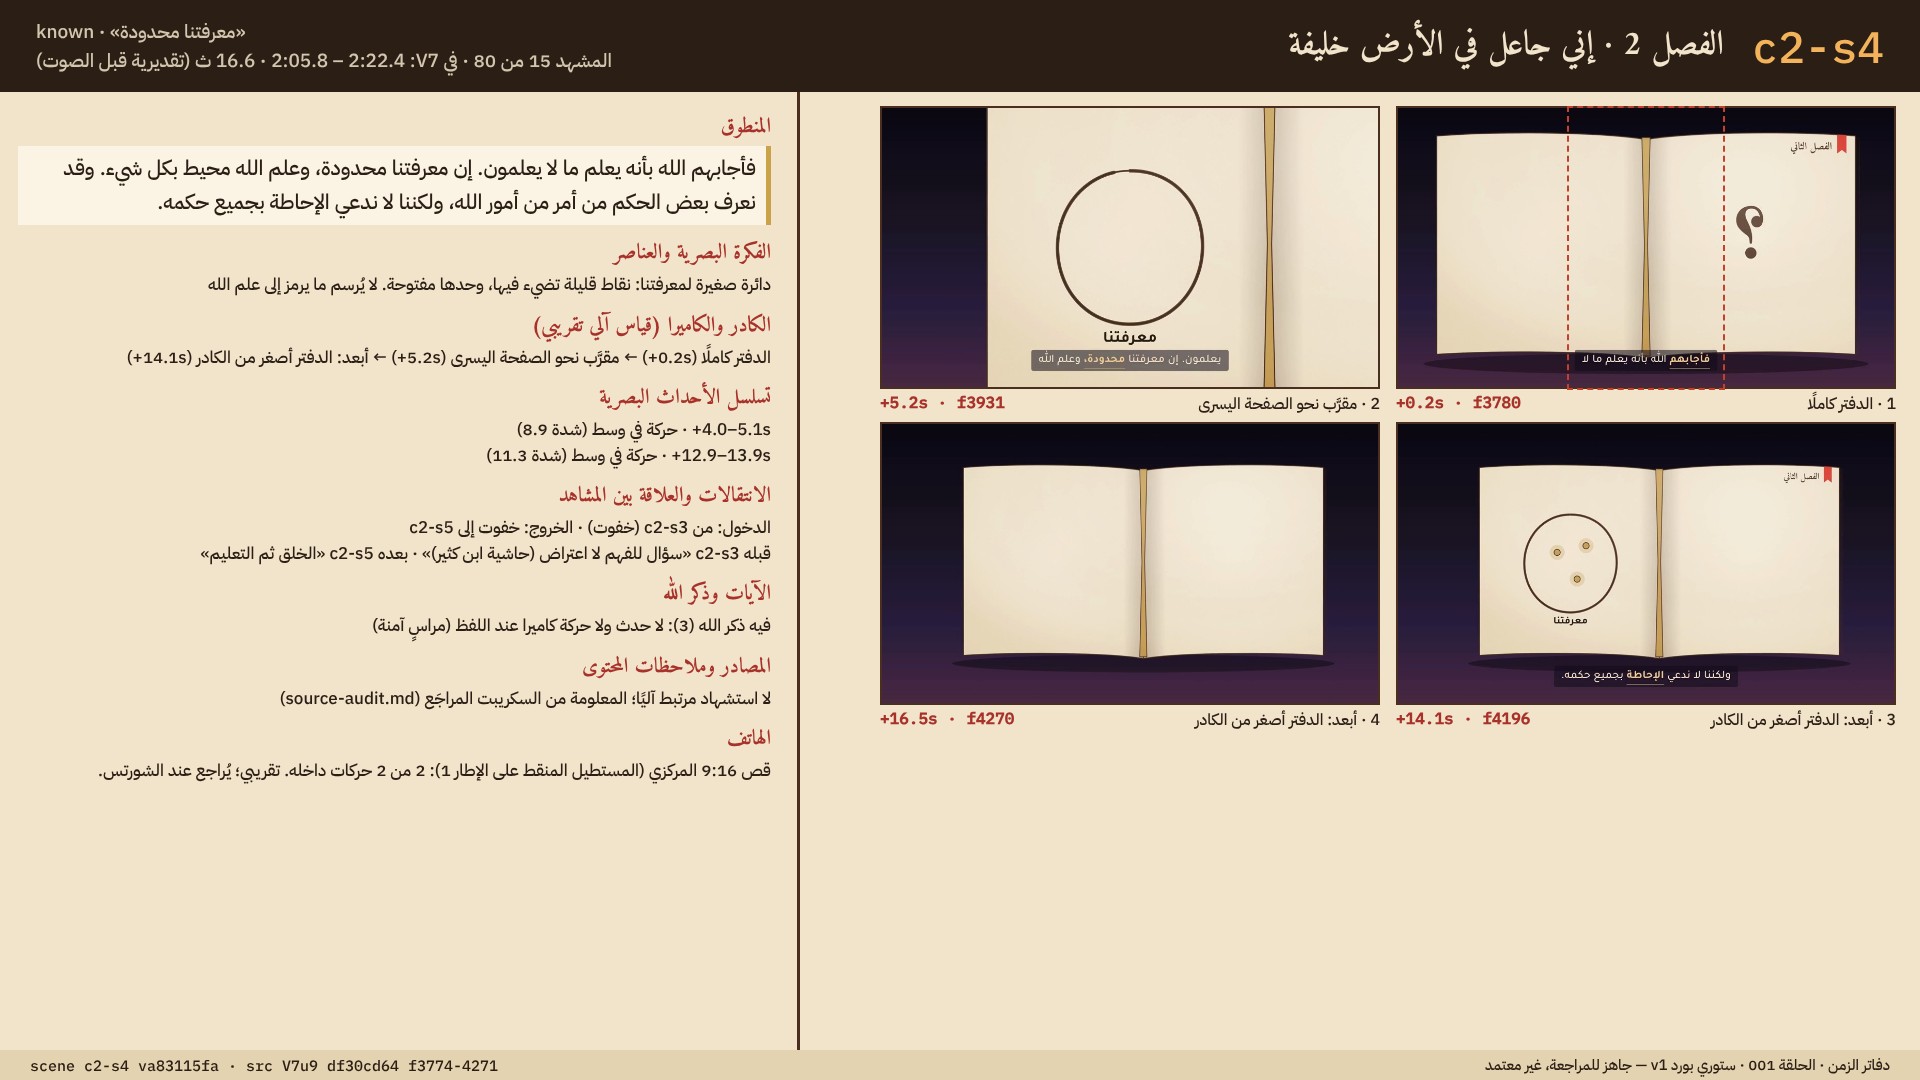 c2-s4
الفصل 2 · إني جاعل في الأرض خليفة
«معرفتنا محدودة» · known
المشهد 15 من 80 · في V7: 2:05.8 – 2:22.4 · 16.6 ث (تقديرية قبل الصوت)
الفصل الثاني
؟
فأجابهم الله بأنه يعلم ما لا
1 · الدفتر كاملًا
+0.2s · f3780
معرفتنا
يعلمون. إن معرفتنا محدودة، وعلم الله
2 · مقرَّب نحو الصفحة اليسرى
+5.2s · f3931
الفصل الثاني
معرفتنا
ولكننا لا ندعي الإحاطة بجميع حكمه.
3 · أبعد: الدفتر أصغر من الكادر
+14.1s · f4196
4 · أبعد: الدفتر أصغر من الكادر
+16.5s · f4270
المنطوق
فأجابهم الله بأنه يعلم ما لا يعلمون. إن معرفتنا محدودة، وعلم الله محيط بكل شيء. وقد
نعرف بعض الحكم من أمر من أمور الله، ولكننا لا ندعي الإحاطة بجميع حكمه.
الفكرة البصرية والعناصر
دائرة صغيرة لمعرفتنا: نقاط قليلة تضيء فيها، وحدها مفتوحة. لا يُرسم ما يرمز إلى علم الله
الكادر والكاميرا (قياس آلي تقريبي)
الدفتر كاملًا (+0.2s) ← مقرَّب نحو الصفحة اليسرى (+5.2s) ← أبعد: الدفتر أصغر من الكادر (+14.1s)
تسلسل الأحداث البصرية
+4.0–5.1s · حركة في وسط (شدة 8.9)
+12.9–13.9s · حركة في وسط (شدة 11.3)
الانتقالات والعلاقة بين المشاهد
الدخول: من c2-s3 (خفوت) · الخروج: خفوت إلى c2-s5
قبله c2-s3 «سؤال للفهم لا اعتراض (حاشية ابن كثير)» · بعده c2-s5 «الخلق ثم التعليم»
الآيات وذكر الله
فيه ذكر الله (3): لا حدث ولا حركة كاميرا عند اللفظ (مراسٍ آمنة)
المصادر وملاحظات المحتوى
لا استشهاد مرتبط آليًا؛ المعلومة من السكريبت المراجَع (source-audit.md)
الهاتف
قص 9:16 المركزي (المستطيل المنقط على الإطار 1): 2 من 2 حركات داخله. تقريبي؛ يُراجع عند الشورتس.
دفاتر الزمن · الحلقة 001 · ستوري بورد v1 — جاهز للمراجعة، غير معتمد
scene c2-s4 va83115fa · src V7u9 df30cd64 f3774-4271